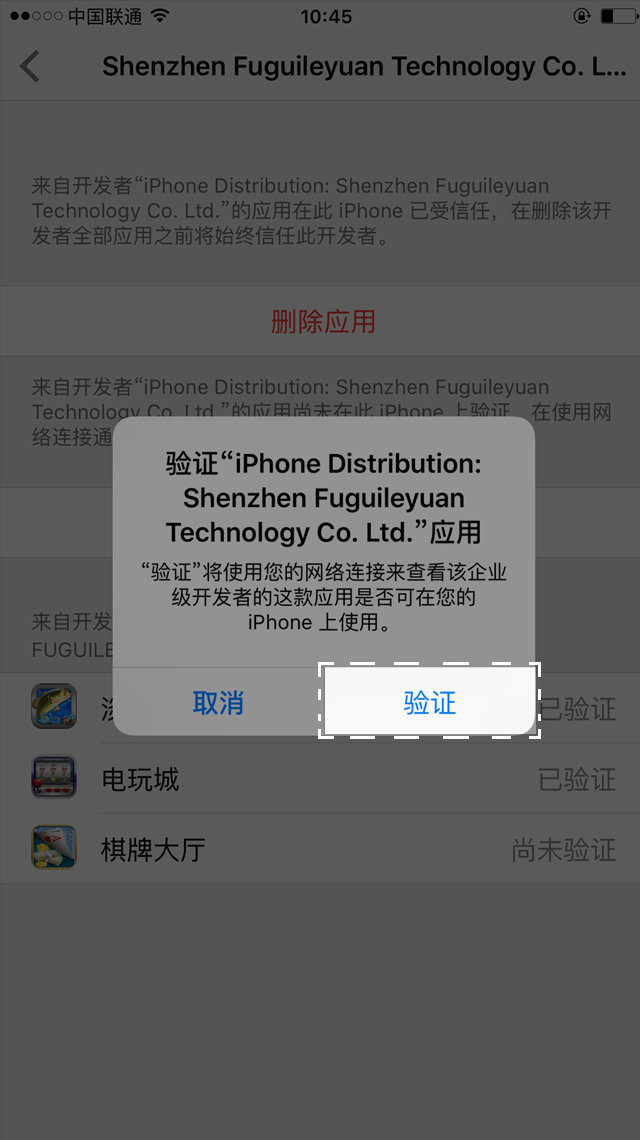 中国联通
10:45
Shenzhen Fuguileyuan Technology Co. L...
来自开发者“iPhone Distribution: Shenzhen Fuguileyuan
Technology Co. Ltd.”的应用在此 iPhone 已受信任，在删除该开
发者全部应用之前将始终信任此开发者。
删除应用
来自开发者“iPhone Distribution: Shenzhen Fuguileyuan
Technology Co. Ltd.”的应用尚未在此 iPhone 上验证。在使用网
络连接通
验证“iPhone Distribution:
Shenzhen Fuguileyuan
Technology Co. Ltd.”应用
“验证”将使用您的网络连接来查看该企业
级开发者的这款应用是否可在您的
iPhone 上使用。
来自开发
FUGUILE
取消
验证
已验证
电玩城
已验证
棋牌大厅
尚未验证